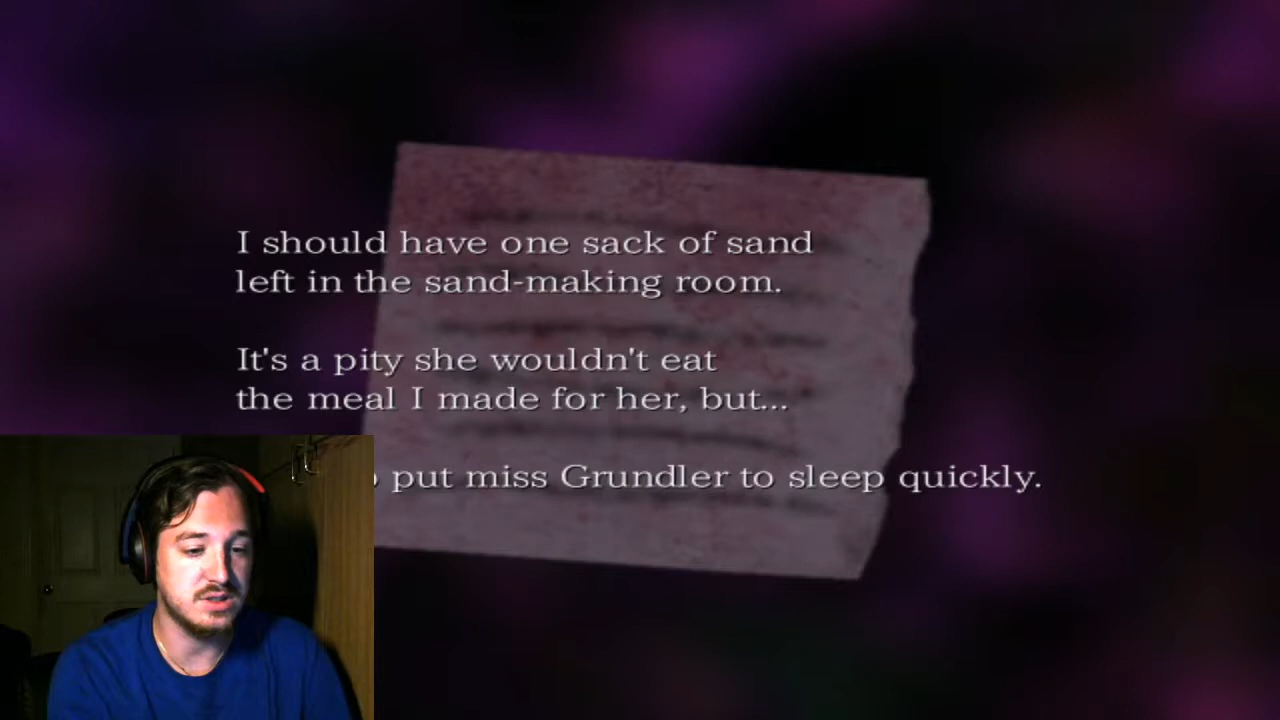 I should have one sack of sand
left in the sand-making room.
It's a pity she wouldn't eat
the meal I made for her, but...
put miss Grundler to sleep quickly.